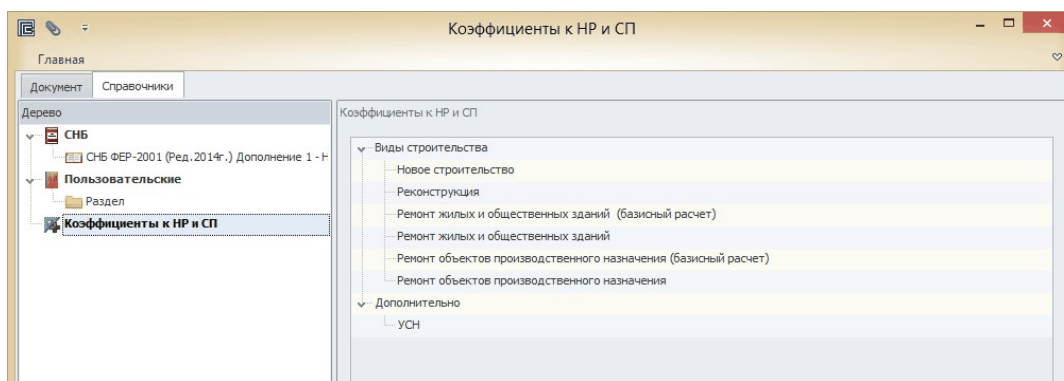 Коэффициенты к НР и СП
Главная
Документ
Справочники
Дерево
СНБ
СНБ ФЕР-2001 (Ред.2014г.) Дополнение 1 - Н
Пользовательские
Раздел
Коэффициенты к НР и СП
Коэффициенты к НР и СП
Виды строительства
Новое строительство
Реконструкция
Ремонт жилых и общественных зданий (базисный расчет)
Ремонт жилых и общественных зданий
Ремонт объектов производственного назначения (базисный расчет)
Ремонт объектов производственного назначения
Дополнительно
УСН